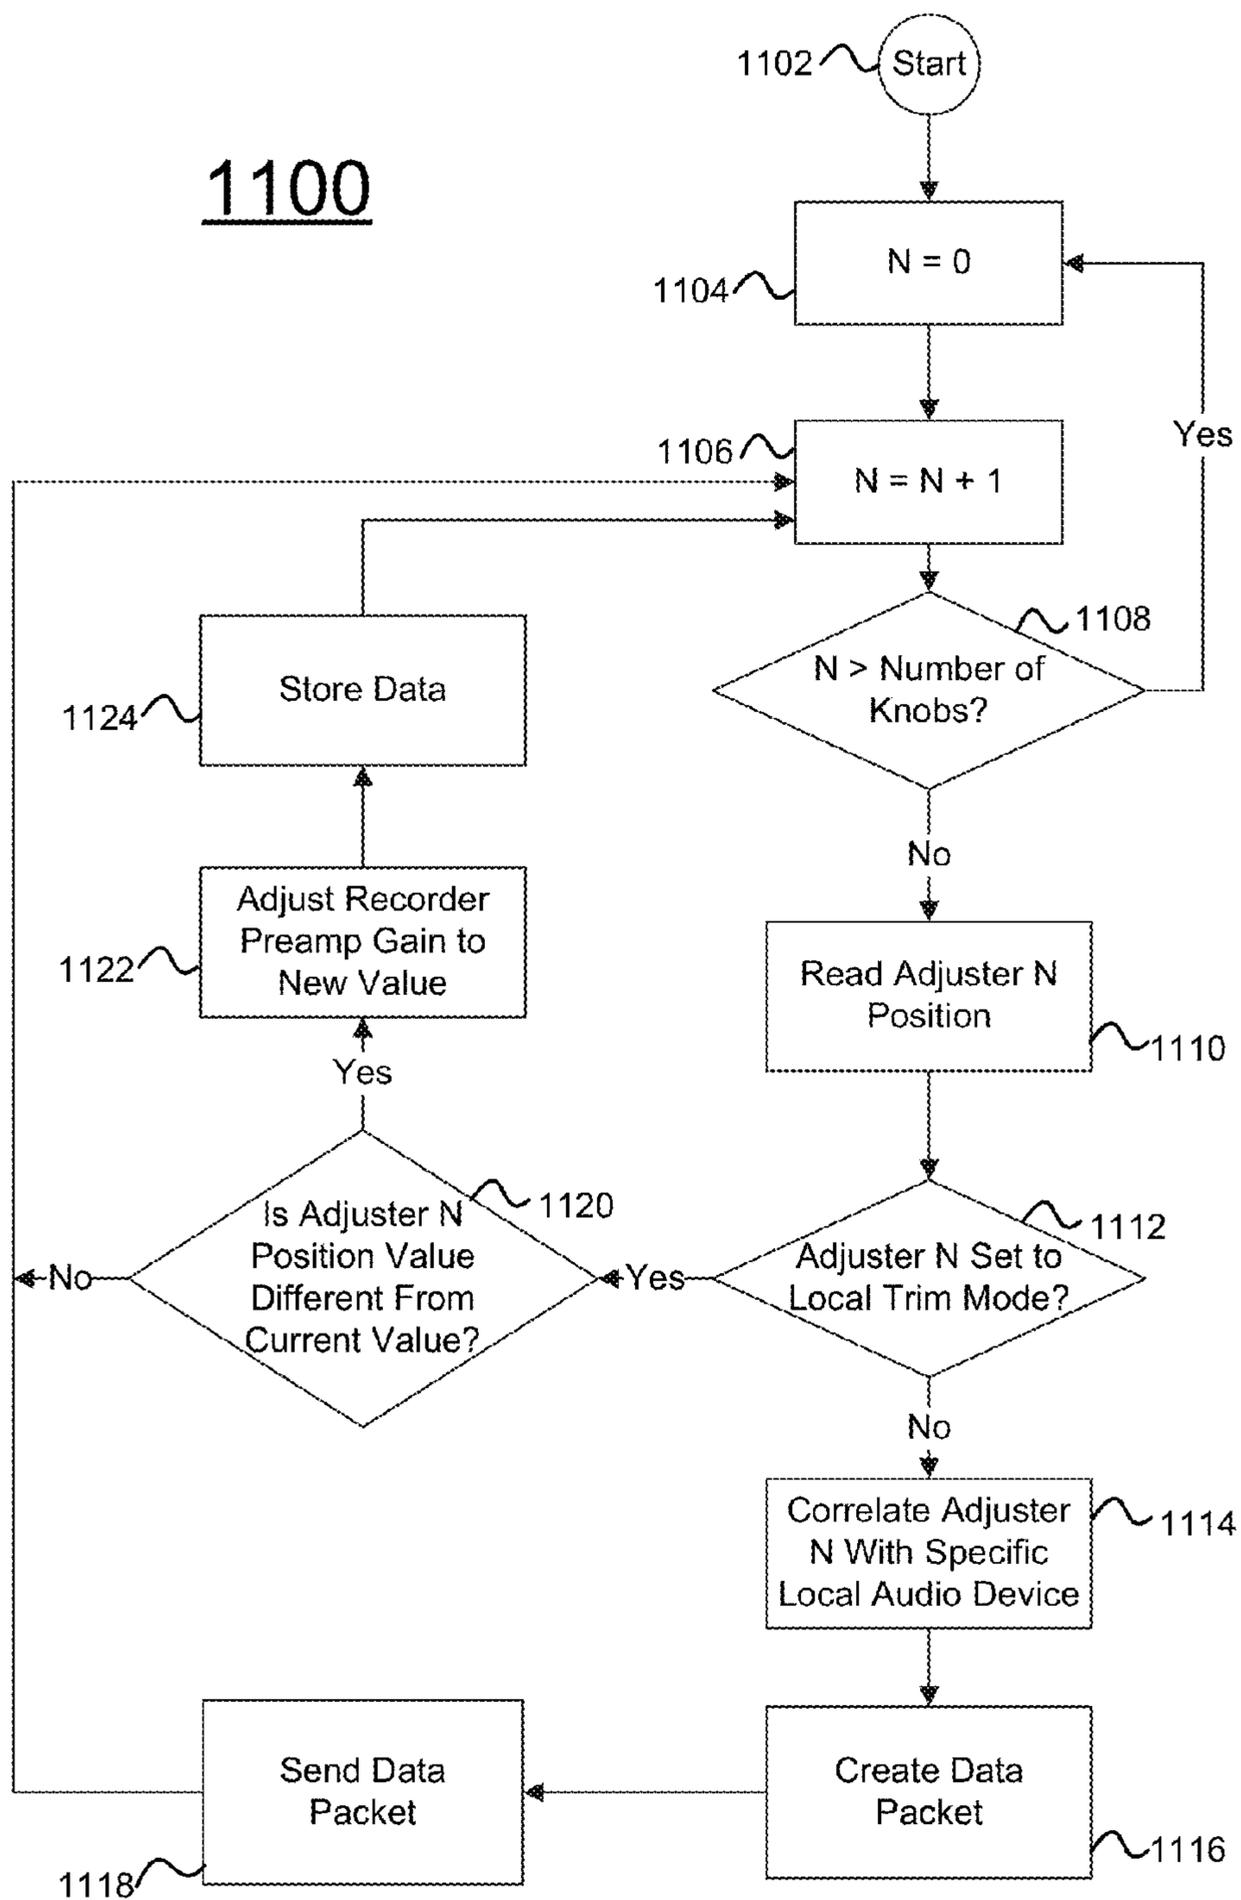 1102
Start
1100
N = 0
1104
Yes
1106
N = N + 1
1108
N > Number of
Knobs?
Store Data
1124
No
Adjust Recorder
Preamp Gain to
New Value
1122
Read Adjuster N
Position
1110
Yes
Is Adjuster N
Position Value
Different From
Current Value?
1120
No
Yes
Adjuster N Set to
Local Trim Mode?
1112
No
Correlate Adjuster
N With Specific
Local Audio Device
1114
Send Data
Packet
1118
Create Data
Packet
1116